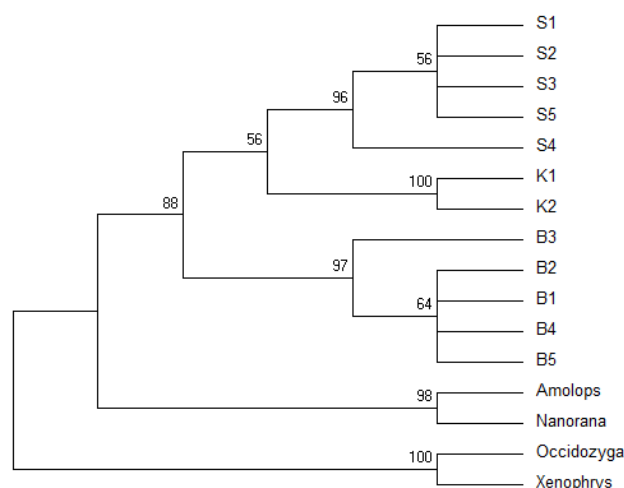 S1
56
S2
S3
96
S5
56
S4
100
K1
88
K2
B3
97
B2
64
B1
B4
B5
98
Amolops
Nanorana
100
Occidozyga
Xenophrys